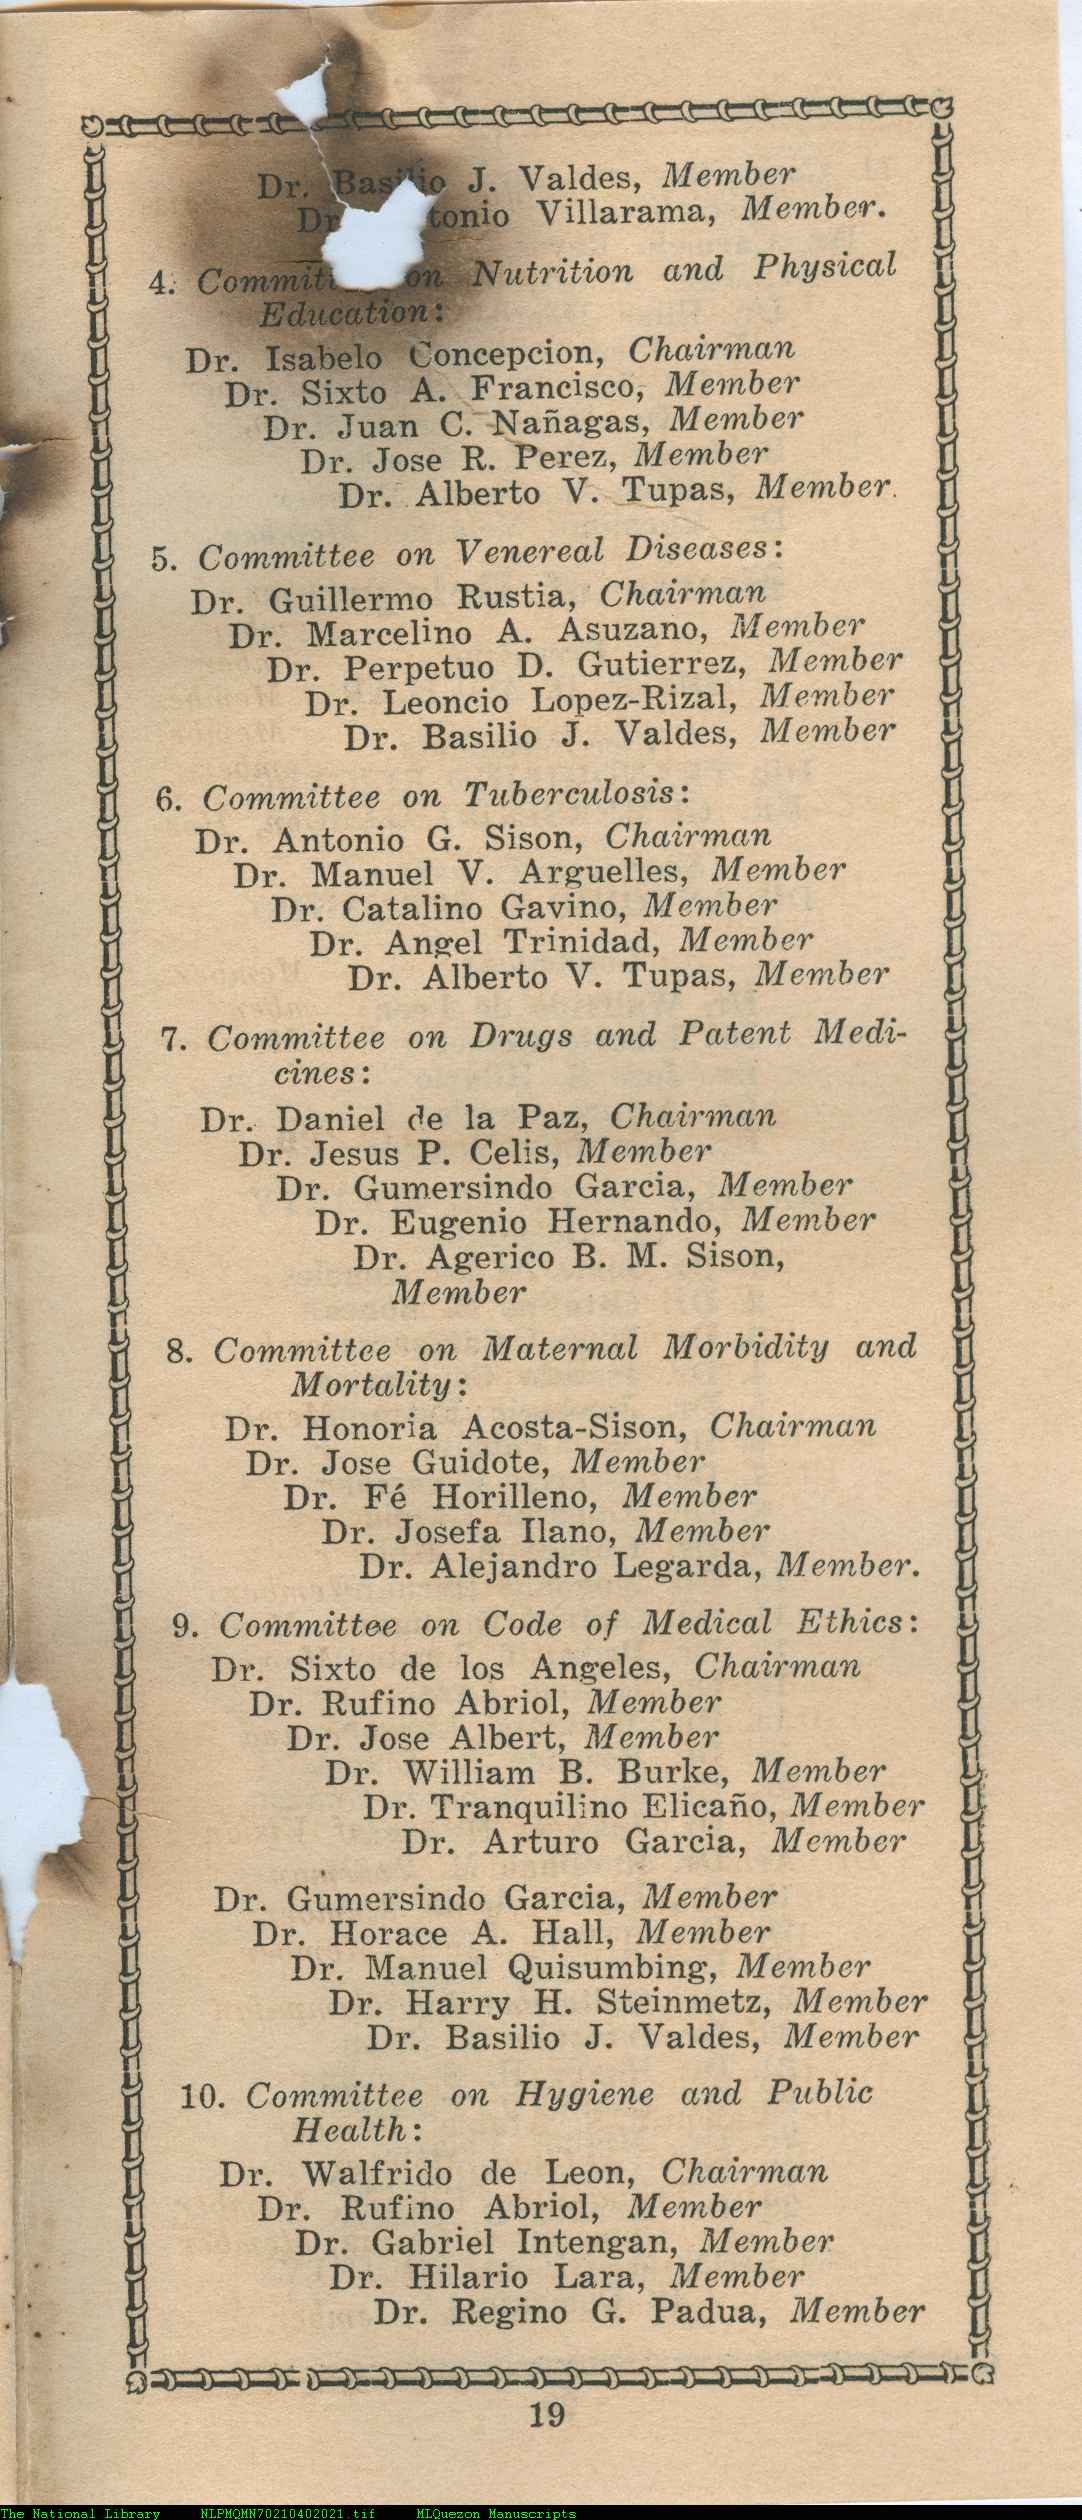 Dr. Basilio J. Valdes, Member
Dr. tonio Villarama, Member.
4. Committ on Nutrition and Physical
Education:
Dr. Isabelo Concepcion, Chairman
Dr. Sixto A. Francisco, Member
Dr. Juan C. Nañagas, Member
Dr. Jose R. Perez, Member
Dr. Alberto V. Tupas, Member.
5. Committee on Venereal Diseases:
Dr. Guillermo Rustia, Chairman
Dr. Marcelino A. Asuzano, Member
Dr. Perpetuo D. Gutierrez, Member
Dr. Leoncio Lopez-Rizal, Member
Dr. Basilio J. Valdes, Member
6. Committee on Tuberculosis:
Dr. Antonio G. Sison, Chairman
Dr. Manuel V. Arguelles, Member
Dr. Catalino Gavino, Member
Dr. Angel Trinidad, Member
Dr. Alberto V. Tupas, Member
7. Committee on Drugs and Patent Medi-
cines:
Dr. Daniel de la Paz, Chairman
Dr. Jesus P. Celis, Member
Dr. Gumersindo Garcia, Member
Dr. Eugenio Hernando, Member
Dr. Agerico B. M. Sison,
Member
8. Committee on Maternal Morbidity and
Mortality:
Dr. Honoria Acosta-Sison, Chairman
Dr. Jose Guidote, Member
Dr. Fé Horilleno, Member
Dr. Josefa Ilano, Member
Dr. Alejandro Legarda, Member.
9. Committee on Code of Medical Ethics:
Dr. Sixto de los Angeles, Chairman
Dr. Rufino Abriol, Member
Dr. Jose Albert, Member
Dr. William B. Burke, Member
Dr. Tranquilino Elicaño, Member
Dr. Arturo Garcia, Member
Dr. Gumersindo Garcia, Member
Dr. Horace A. Hall, Member
Dr. Manuel Quisumbing, Member
Dr. Harry H. Steinmetz, Member
Dr. Basilio J. Valdes, Member
10. Committee on Hygiene and Public
Health:
Dr. Walfrido de Leon, Chairman
Dr. Rufino Abriol, Member
Dr. Gabriel Intengan, Member
Dr. Hilario Lara, Member
Dr. Regino G. Padua, Member
19
The National Library NLPMQMN70210402021.tif MLQuezon Manuscripts